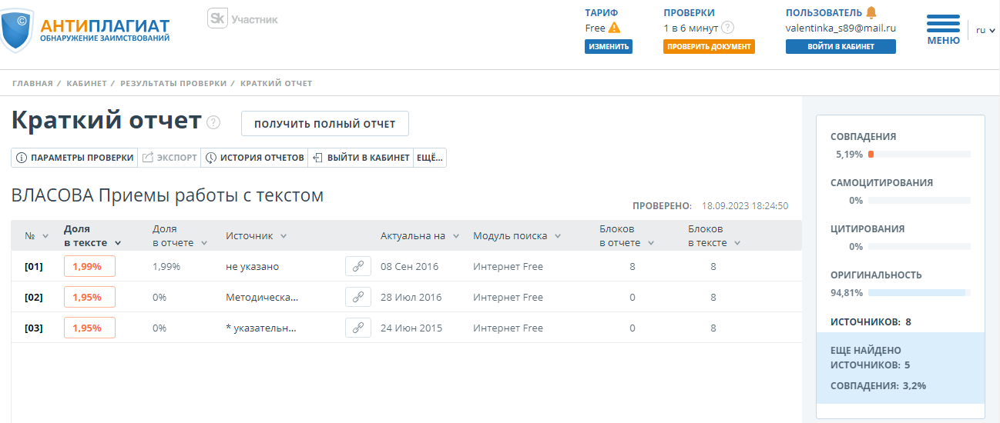 АНТИПЛАГИАТ
ОБНАРУЖЕНИЕ ЗАИМСТВОВАНИЙ
Sk Участник
ТАРИФ
Free
ИЗМЕНИТЬ
ПРОВЕРКИ
1 в 6 минут ?
ПРОВЕРИТЬ ДОКУМЕНТ
ПОЛЬЗОВАТЕЛЬ
valentinka_s89@mail.ru
ВОЙТИ В КАБИНЕТ
МЕНЮ
ru
ГЛАВНАЯ / КАБИНЕТ / РЕЗУЛЬТАТЫ ПРОВЕРКИ / КРАТКИЙ ОТЧЕТ
Краткий отчет ?
ПОЛУЧИТЬ ПОЛНЫЙ ОТЧЕТ
ПАРАМЕТРЫ ПРОВЕРКИ ЭКСПОРТ ИСТОРИЯ ОТЧЕТОВ ВЫЙТИ В КАБИНЕТ ЕЩЁ...
ВЛАСОВА Приемы работы с текстом
ПРОВЕРЕНО: 18.09.2023 18:24:50
№ Доля в тексте Доля в отчете Источник Актуальна на Модуль поиска Блоков в отчете Блоков в тексте
[01] 1,99% 1,99% не указано 08 Сен 2016 Интернет Free 8 8
[02] 1,95% 0% Методическа... 28 Июл 2016 Интернет Free 0 8
[03] 1,95% 0% * указательн... 24 Июн 2015 Интернет Free 0 8
СОВПАДЕНИЯ
5,19%
САМОЦИТИРОВАНИЯ
0%
ЦИТИРОВАНИЯ
0%
ОРИГИНАЛЬНОСТЬ
94,81%
ИСТОЧНИКОВ: 8
ЕЩЕ НАЙДЕНО
ИСТОЧНИКОВ: 5
СОВПАДЕНИЯ: 3,2%